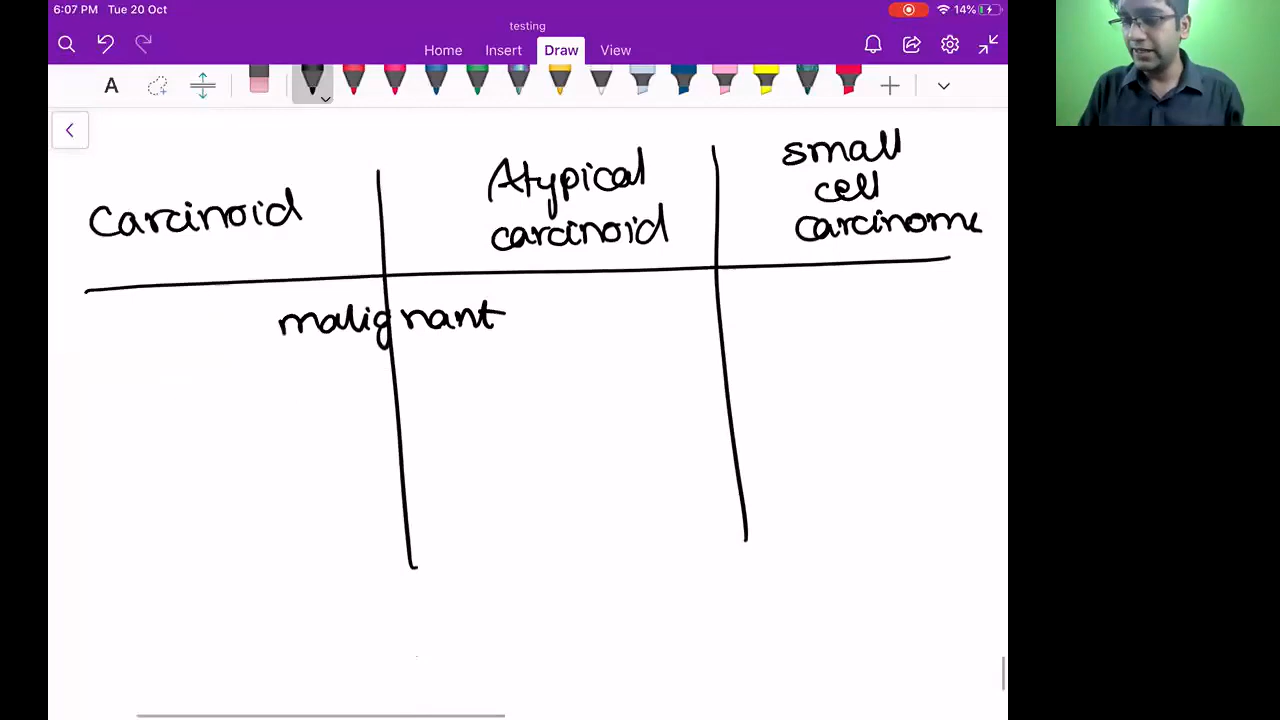 6:07 PM Tue 20 Oct
14%
testing
Home Insert Draw View
A
Carcinoid
Atypical
carcinoid
small
cell
carcinoma
malignant